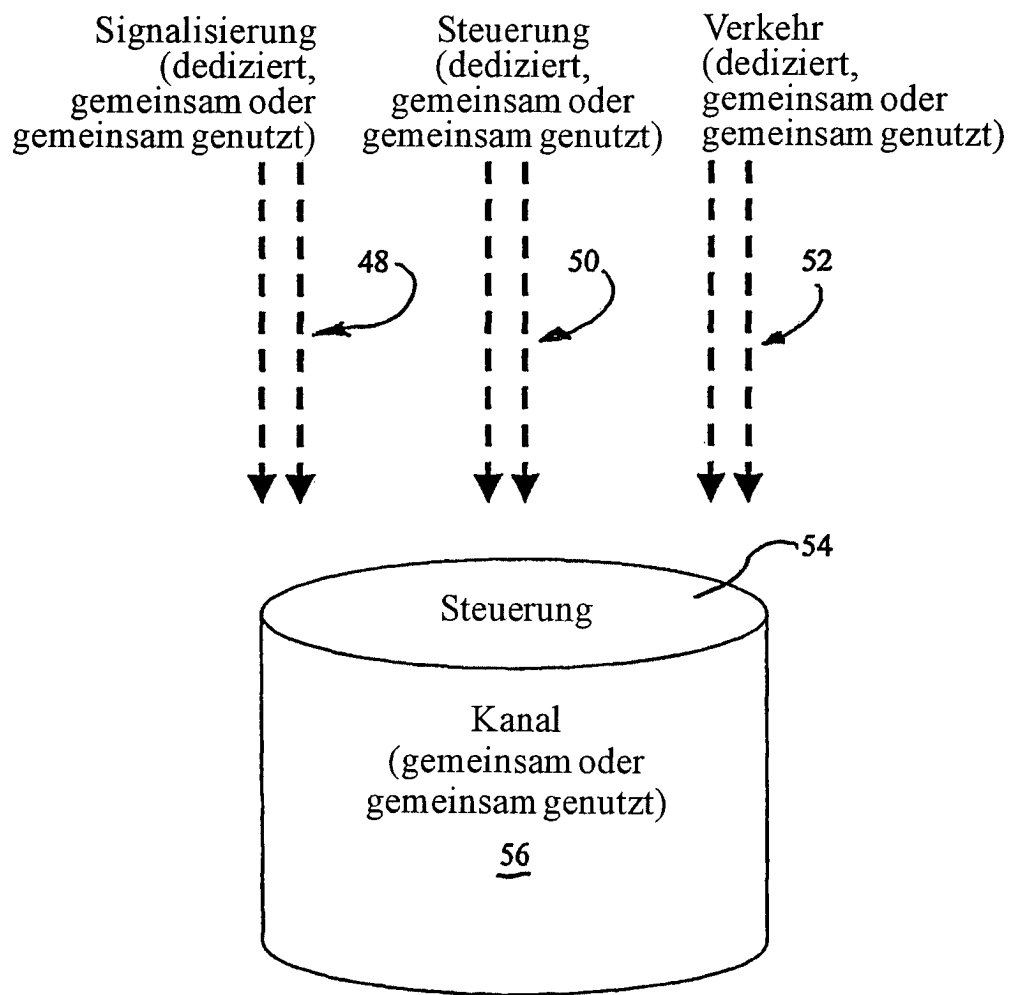 Signalisierung
(dediziert,
gemeinsam oder
gemeinsam genutzt)
Steuerung
(dediziert,
gemeinsam oder
gemeinsam genutzt)
Verkehr
(dediziert,
gemeinsam oder
gemeinsam genutzt)
48
50
52
54
Steuerung
Kanal
(gemeinsam oder
gemeinsam genutzt)
56